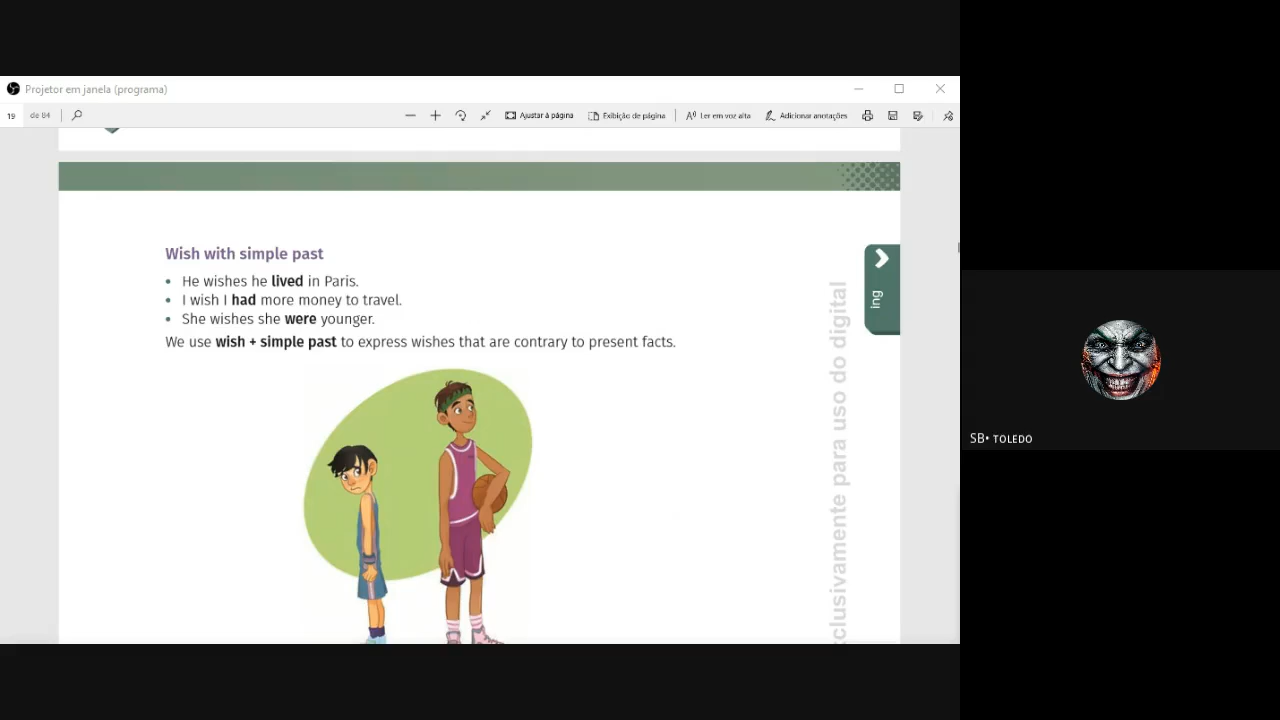 Projetor em janela (programa)
19 de 84 Ajustar à página Exibição de página Ler em voz alta Adicionar anotações
Wish with simple past
• He wishes he lived in Paris.
• I wish I had more money to travel.
• She wishes she were younger.
We use wish + simple past to express wishes that are contrary to present facts.
ing
clusivamente para uso do digital
SB• TOLEDO